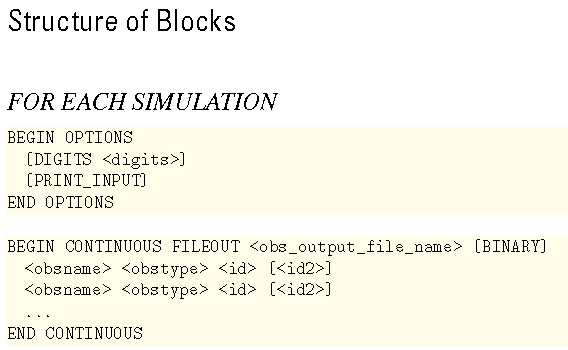 Structure of Blocks
FOR EACH SIMULATION
BEGIN OPTIONS
  [DIGITS <digits>]
  [PRINT_INPUT]
END OPTIONS
BEGIN CONTINUOUS FILEOUT <obs_output_file_name> [BINARY]
  <obsname> <obstype> <id> [<id2>]
  <obsname> <obstype> <id> [<id2>]
  ...
END CONTINUOUS